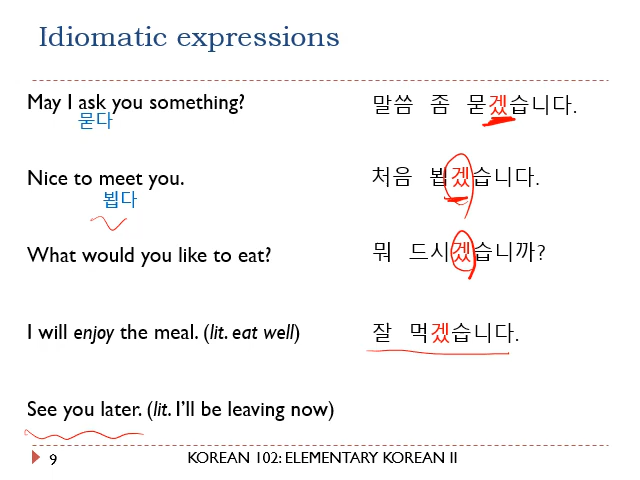 Idiomatic expressions
May I ask you something? 말씀 좀 묻겠습니다.
묻다
Nice to meet you. 처음 뵙겠습니다.
뵙다
What would you like to eat? 뭐 드시겠습니까?
I will enjoy the meal. (lit. eat well) 잘 먹겠습니다.
See you later. (lit. I'll be leaving now)
9 KOREAN 102: ELEMENTARY KOREAN II